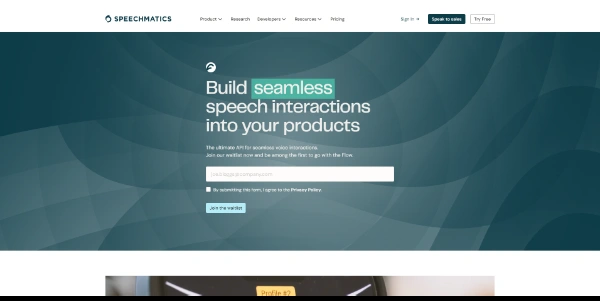 SPEECHMATICS
Product Research Developers Resources Pricing
Sign in Speak to sales Try Free
Build seamless
speech interactions
into your products
The ultimate API for seamless voice interactions.
Join our waitlist now and be among the first to go with the Flow.
By submitting this form, I agree to the Privacy Policy.
Join the waitlist
Profile #2